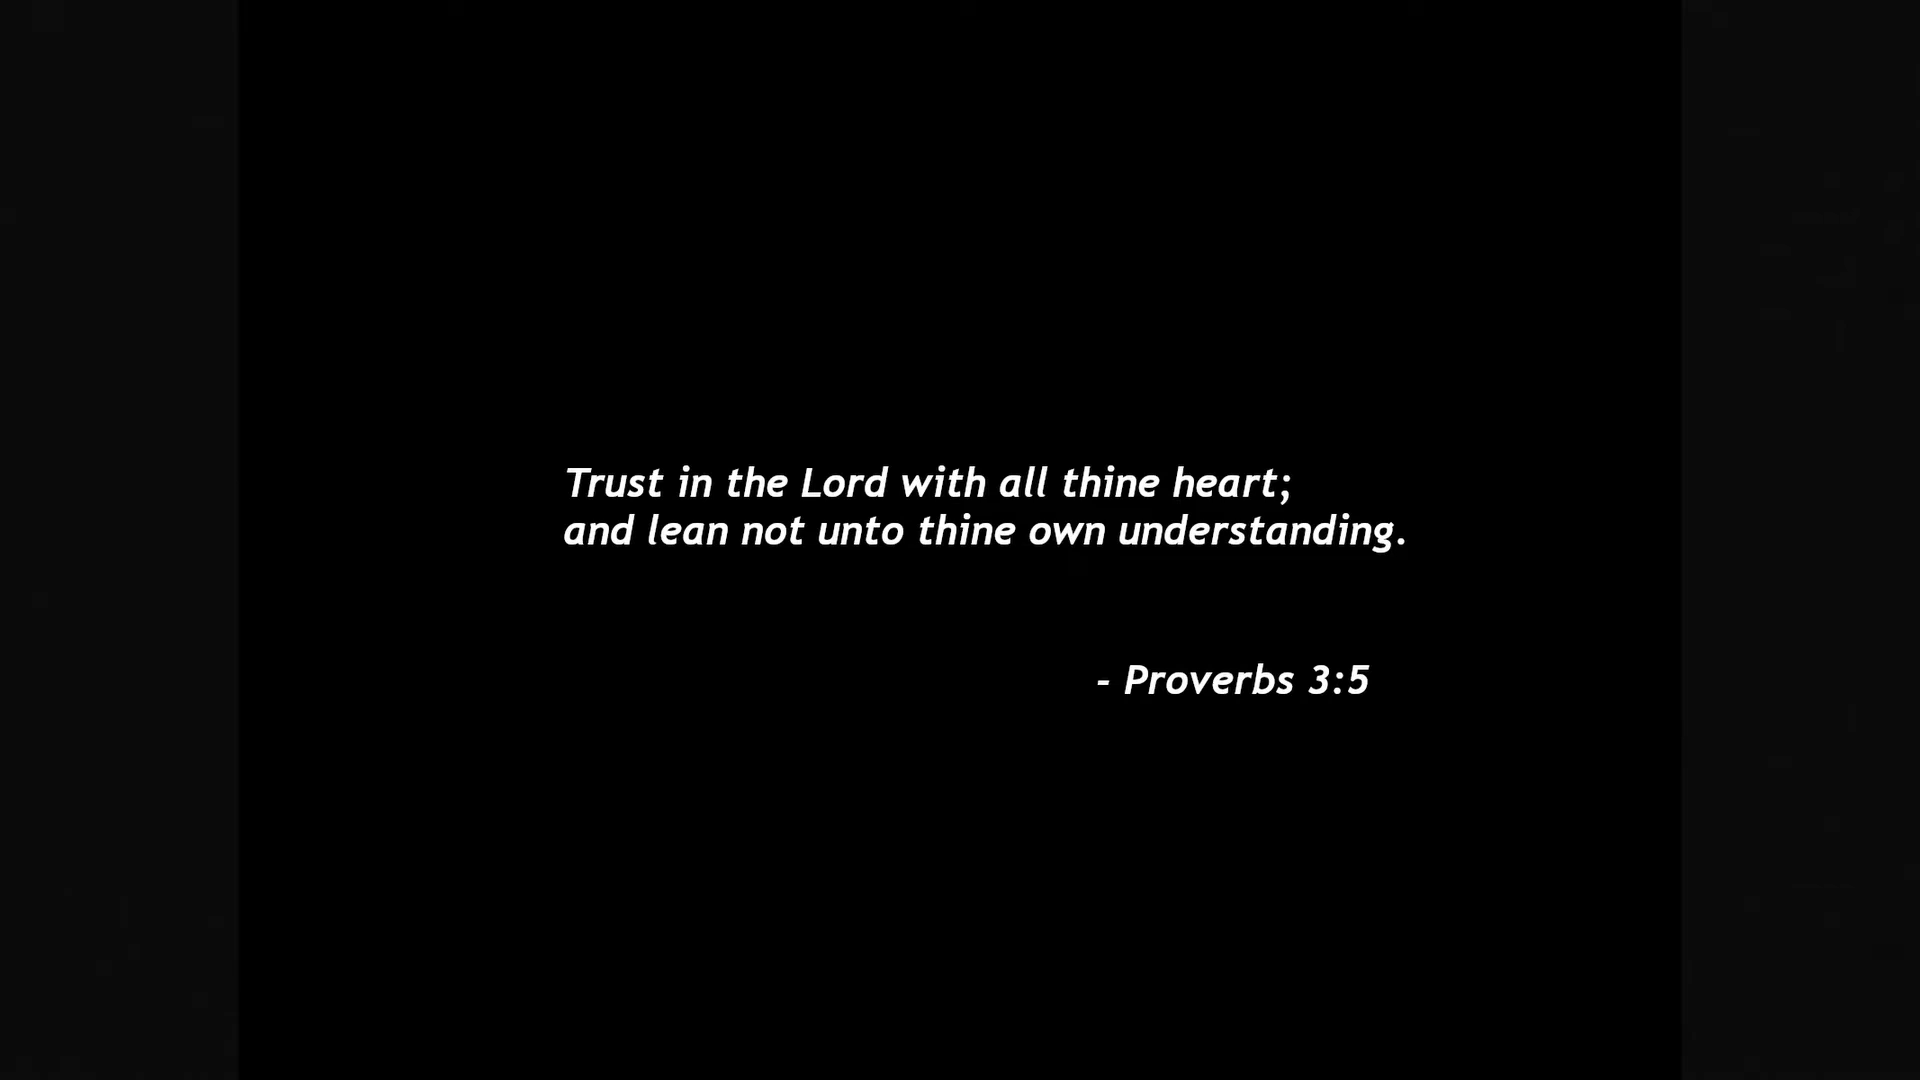 Trust in the Lord with all thine heart;
and lean not unto thine own understanding.
- Proverbs 3:5